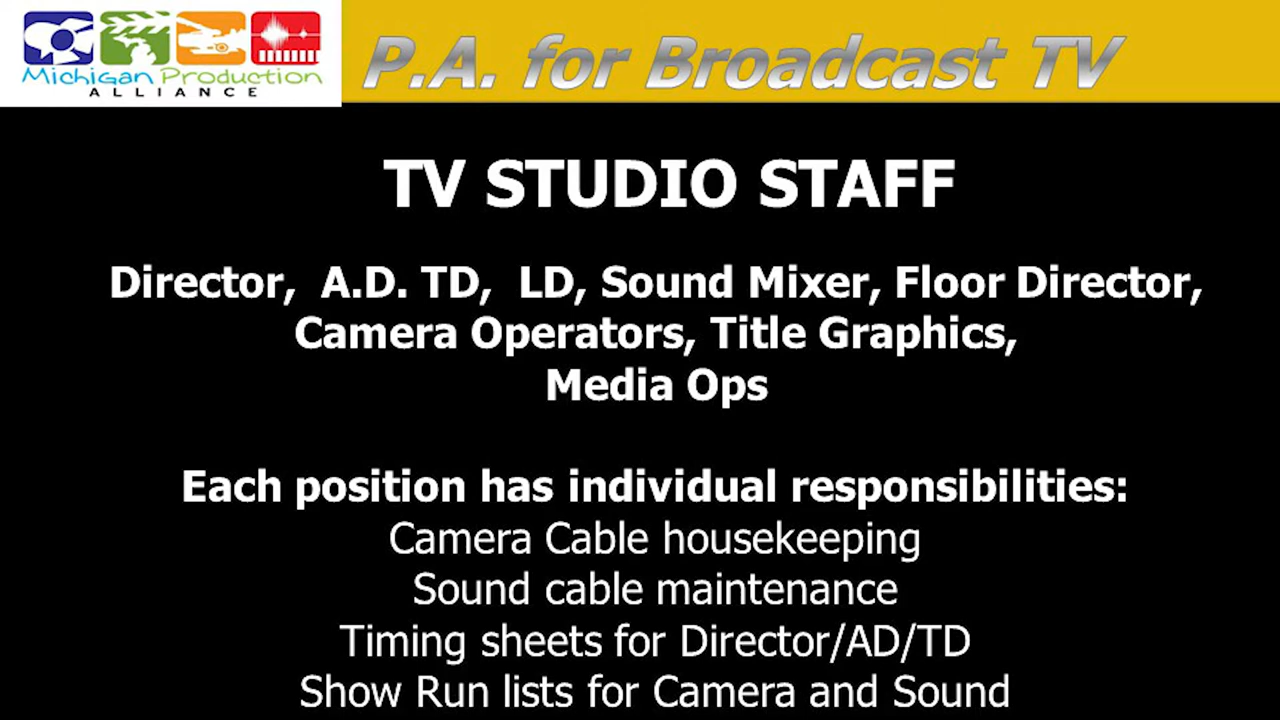 Michigan Production
ALLIANCE
P.A. for Broadcast TV
TV STUDIO STAFF
Director,  A.D. TD,  LD, Sound Mixer, Floor Director,
Camera Operators, Title Graphics,
Media Ops
Each position has individual responsibilities:
Camera Cable housekeeping
Sound cable maintenance
Timing sheets for Director/AD/TD
Show Run lists for Camera and Sound